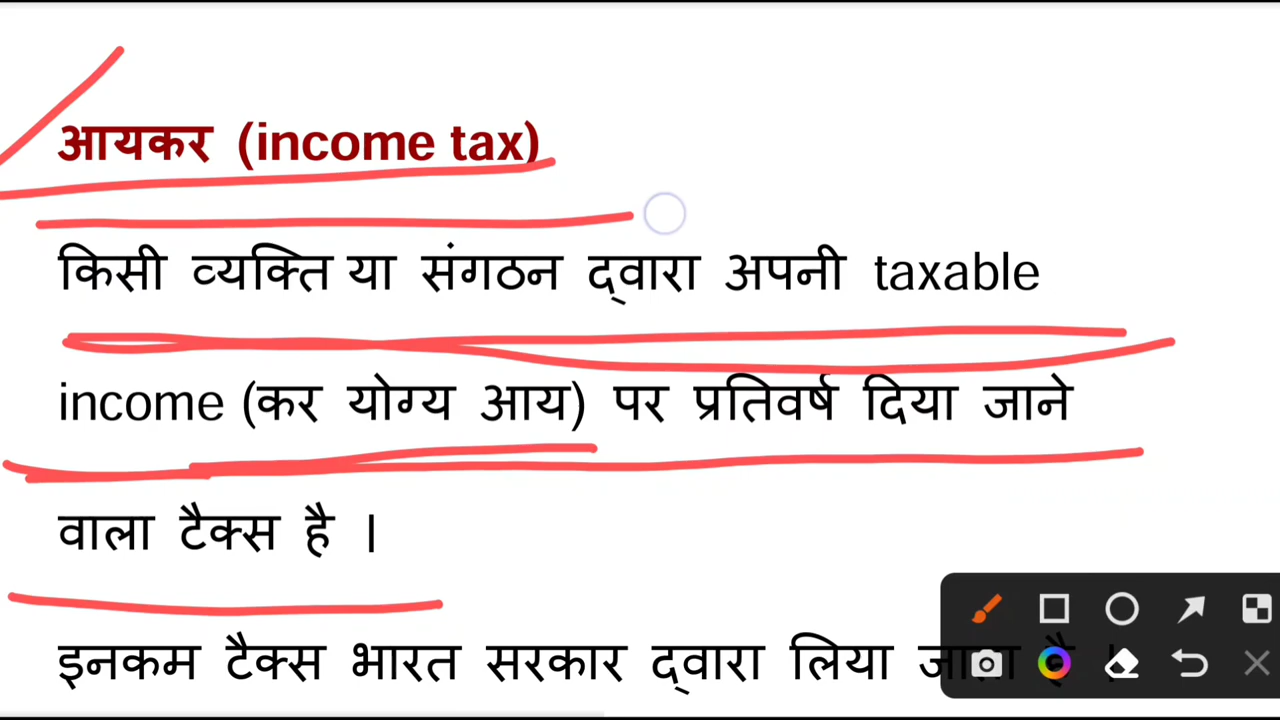 आयकर (income tax)
किसी व्यक्ति या संगठन द्वारा अपनी taxable
income (कर योग्य आय) पर प्रतिवर्ष दिया जाने
वाला टैक्स है ।
इनकम टैक्स भारत सरकार द्वारा लिया जाता है ।